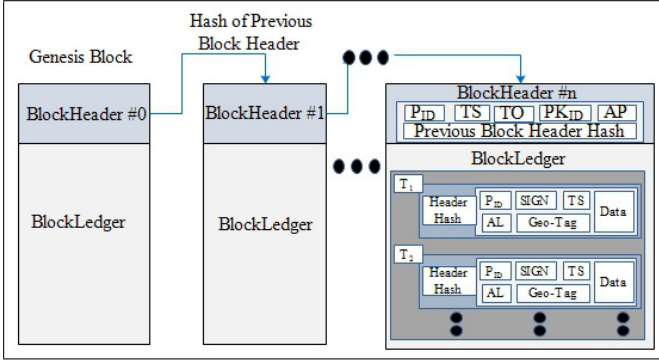 Hash of Previous
Block Header
Genesis Block
BlockHeader #0
BlockLedger
BlockHeader #1
BlockLedger
BlockHeader #n
PID TS TO PKID AP
Previous Block Header Hash
BlockLedger
T1
Header
Hash
PID SIGN TS
AL Geo-Tag
Data
T2
Header
Hash
PID SIGN TS
AL Geo-Tag
Data